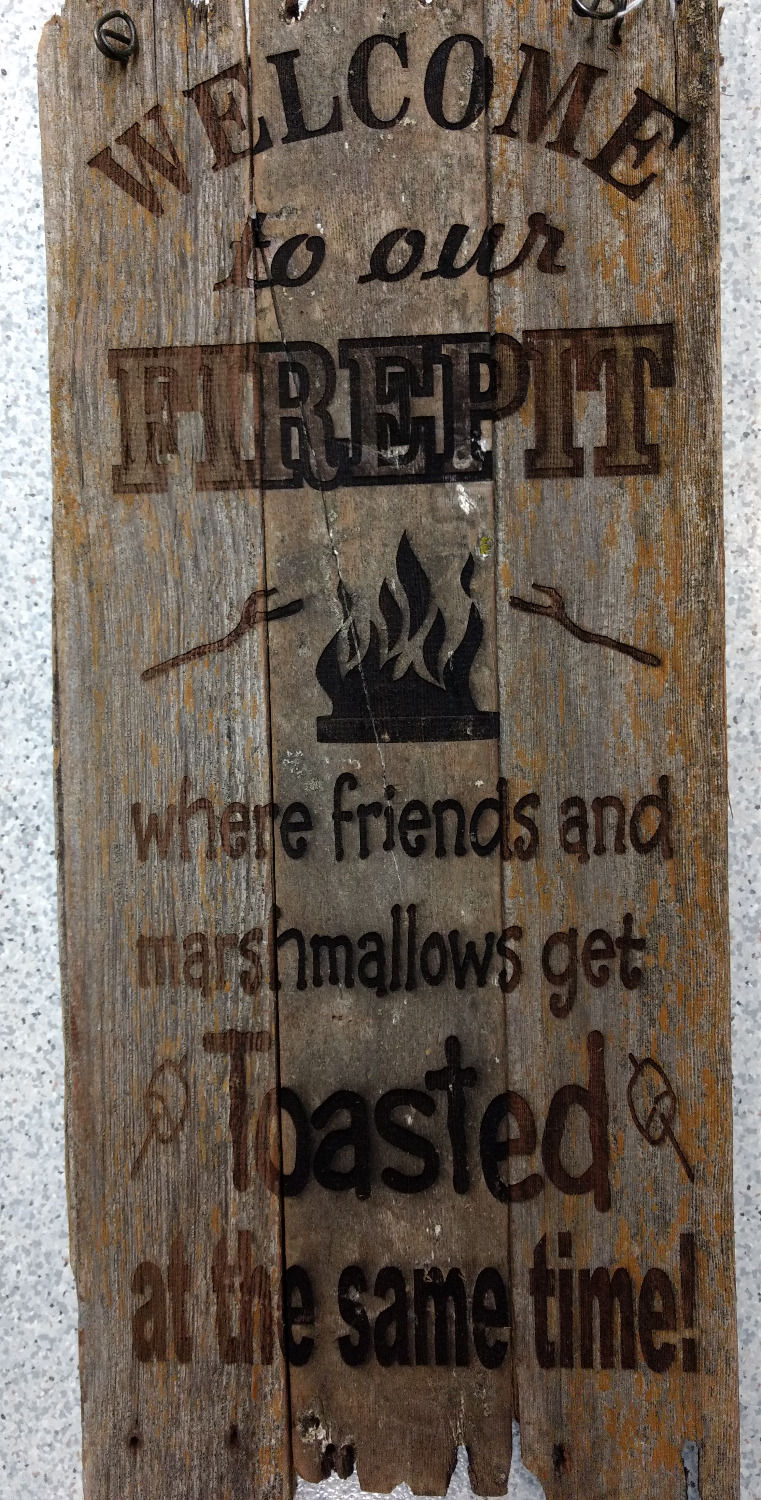 WELCOME
to our
FIREPIT
where friends and
marshmallows get
Toasted
at the same time!